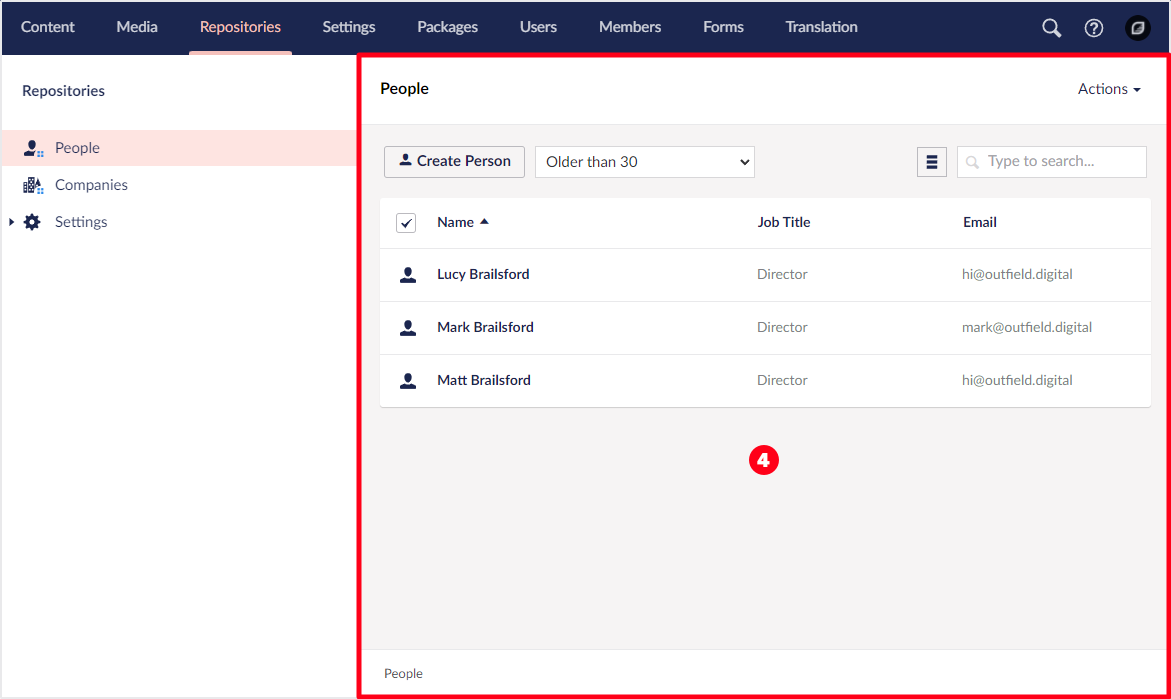 Content Media Repositories Settings Packages Users Members Forms Translation
Repositories
People
Companies
Settings
People
Actions
Create Person
Older than 30
Type to search...
Name Job Title Email
Lucy Brailsford Director hi@outfield.digital
Mark Brailsford Director mark@outfield.digital
Matt Brailsford Director hi@outfield.digital
4
People